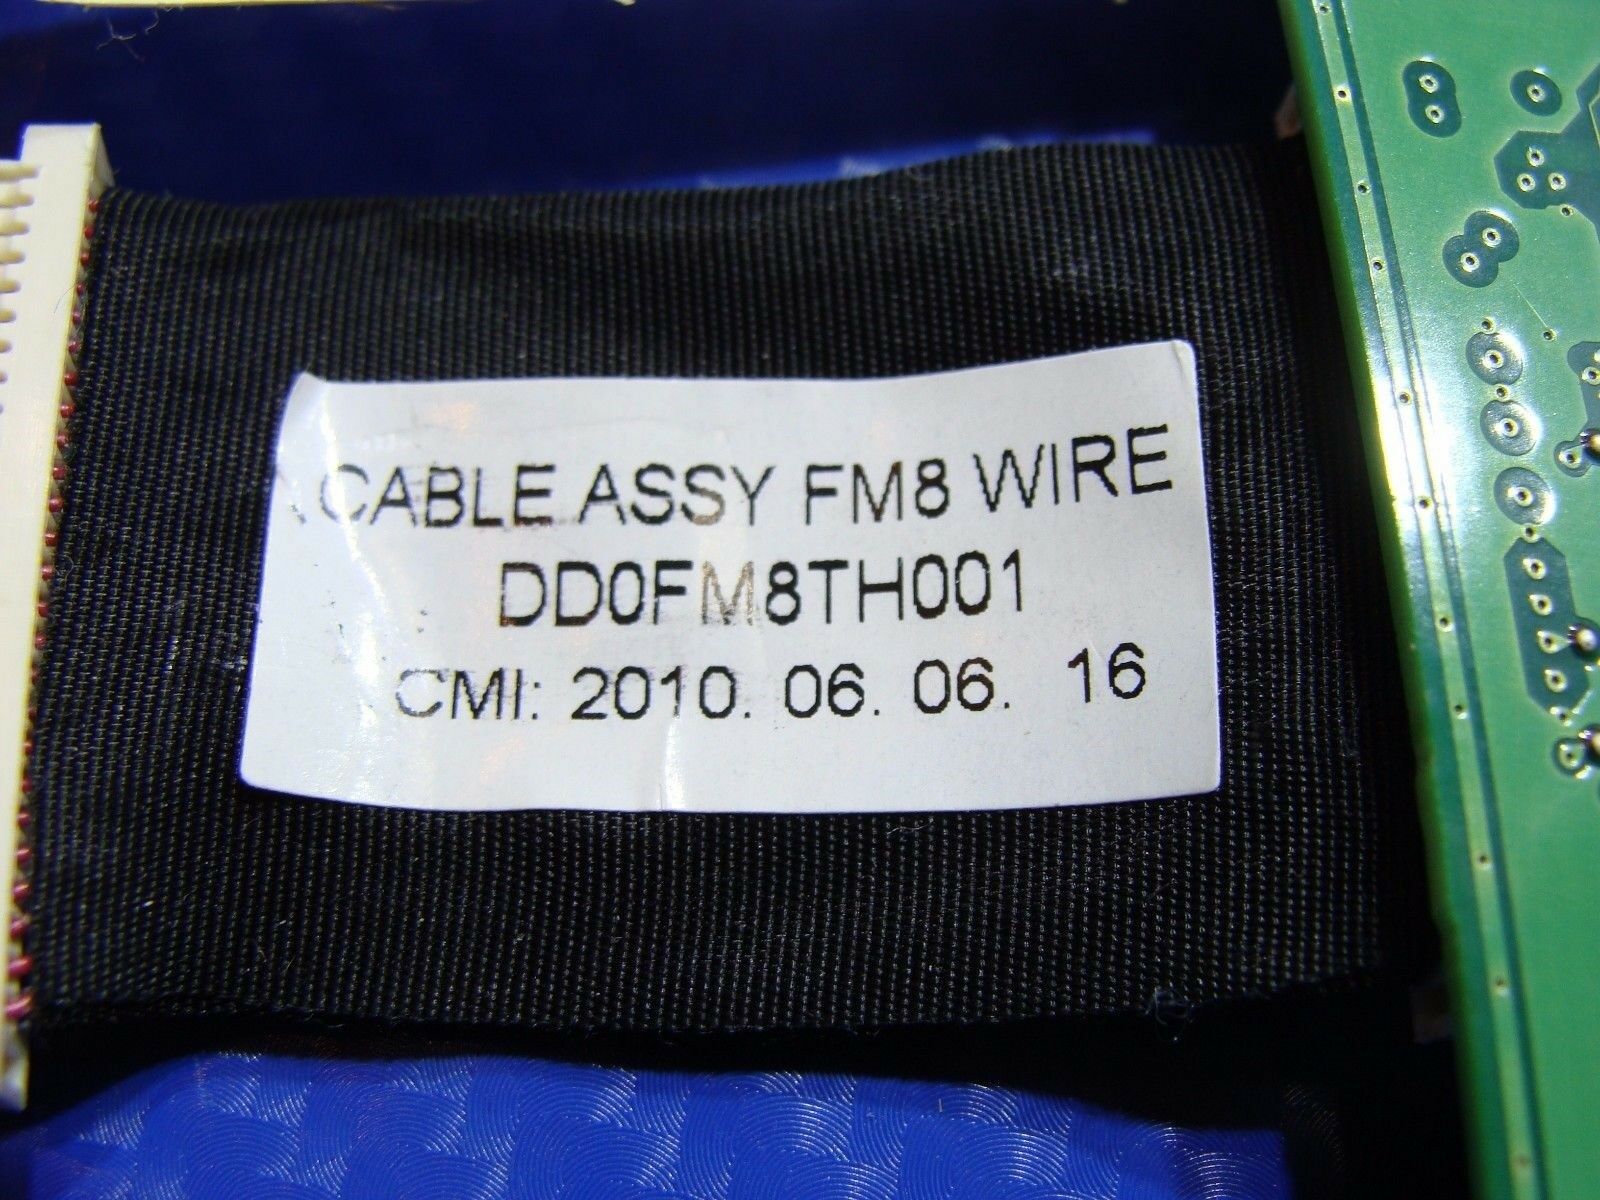 CABLE ASSY FM8 WIRE
DD0FM8TH001
CMI: 2010. 06. 06. 16